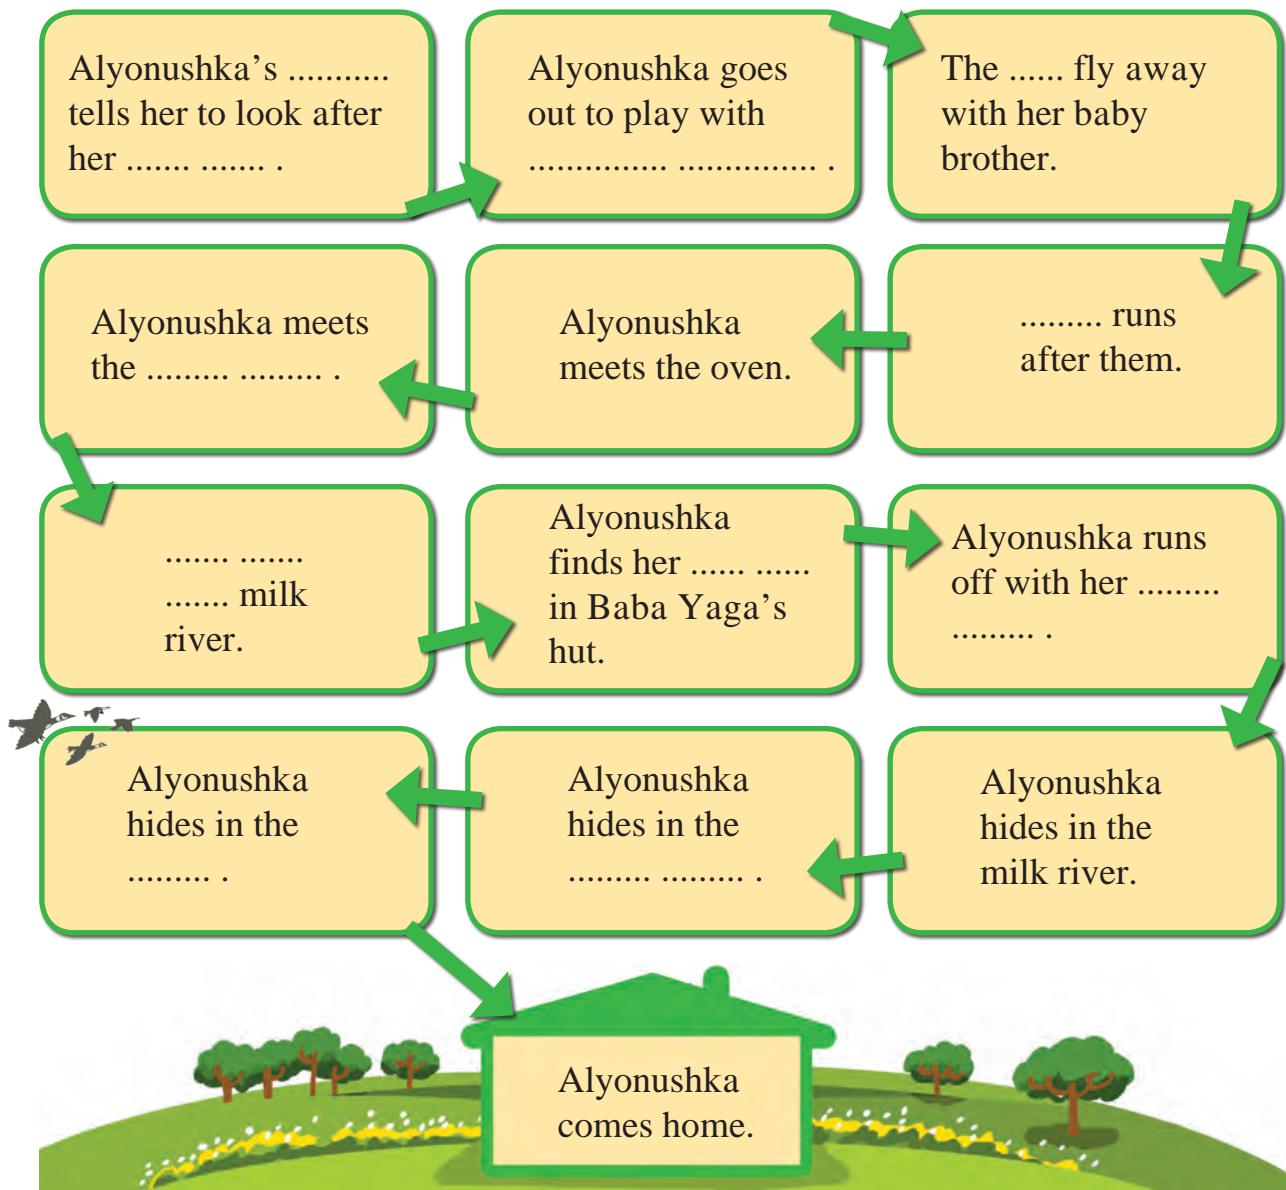 Alyonushka's ...........
tells her to look after
her ....... ....... .
Alyonushka goes
out to play with
............... ............... .
The ...... fly away
with her baby
brother.
......... runs
after them.
Alyonushka
meets the oven.
Alyonushka meets
the ......... ......... .
....... .......
....... milk
river.
Alyonushka
finds her ...... ......
in Baba Yaga's
hut.
Alyonushka runs
off with her .........
......... .
Alyonushka
hides in the
milk river.
Alyonushka
hides in the
......... ......... .
Alyonushka
hides in the
......... .
Alyonushka
comes home.